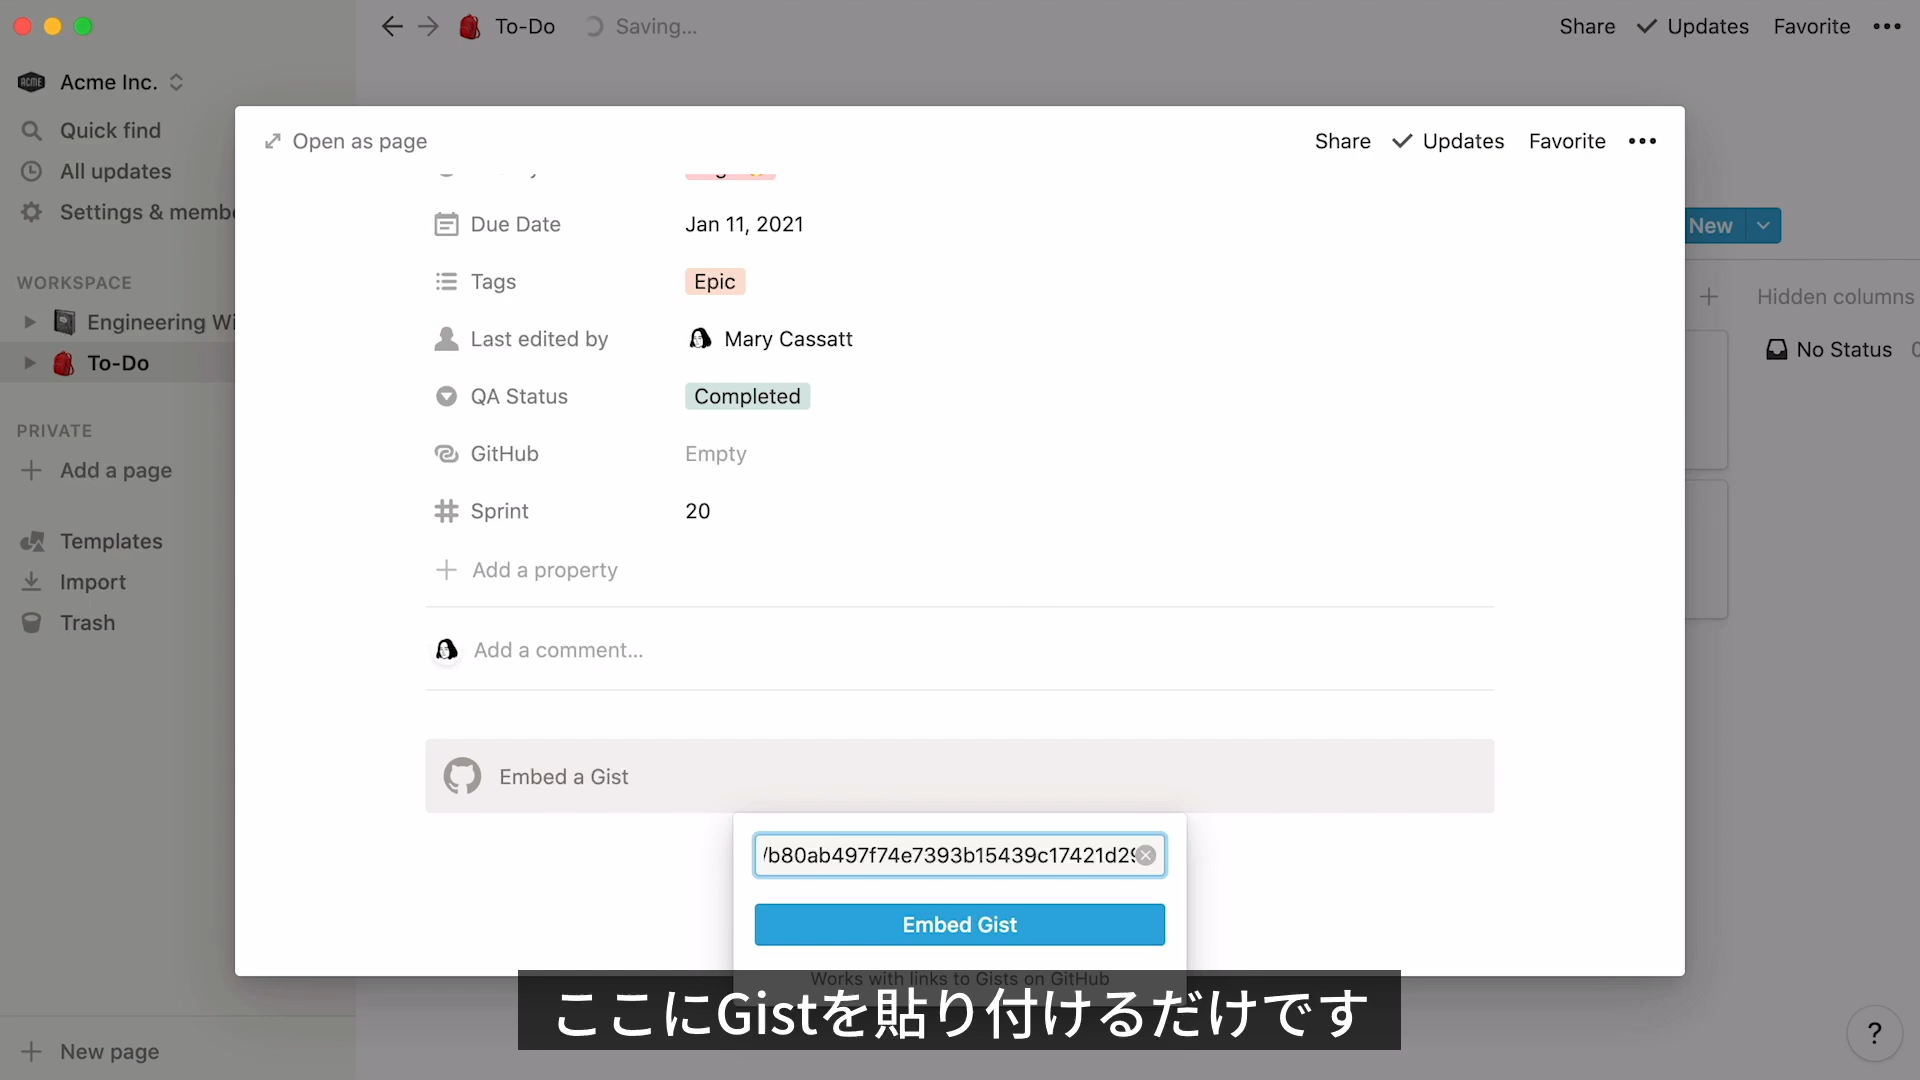 To-Do
Saving...
Share
Updates
Favorite
ACME
Acme Inc.
Quick find
All updates
Settings & membe
WORKSPACE
Engineering Wi
To-Do
PRIVATE
Add a page
Templates
Import
Trash
New page
Open as page
Share
Updates
Favorite
Due Date
Jan 11, 2021
Tags
Epic
Last edited by
Mary Cassatt
QA Status
Completed
GitHub
Empty
Sprint
20
Add a property
Add a comment...
Embed a Gist
/b80ab497f74e7393b15439c17421d29
Embed Gist
Works with links to Gists on GitHub
New
Hidden columns
No Status
?
ここにGistを貼り付けるだけです